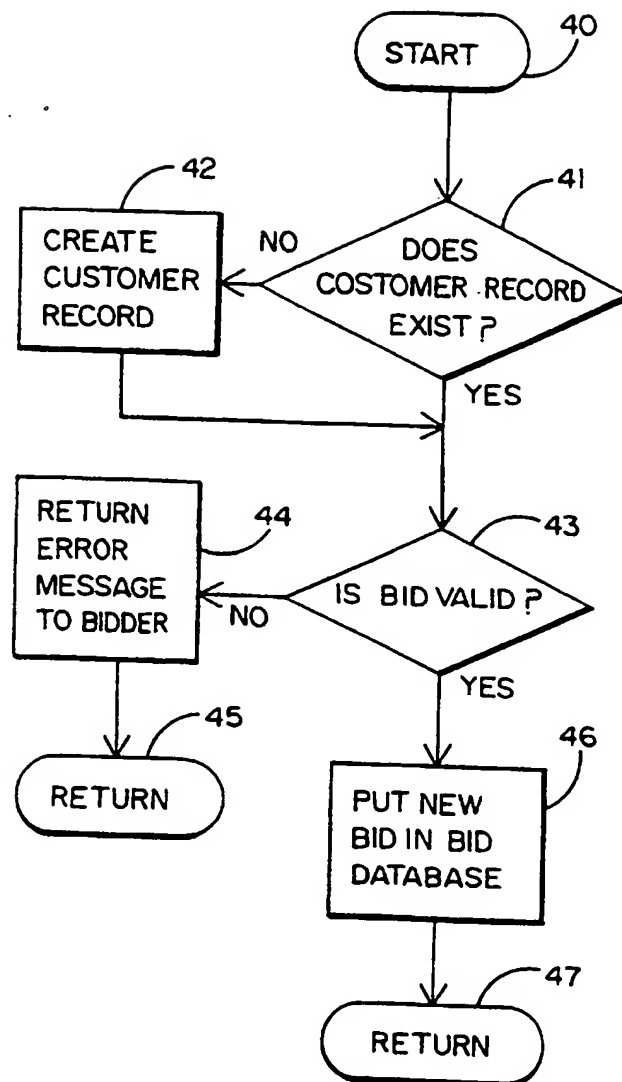 40
START
41
42
CREATE
CUSTOMER
RECORD
NO
DOES
COSTOMER RECORD
EXIST?
YES
RETURN
ERROR
MESSAGE
TO BIDDER
44
43
IS BID VALID?
NO
YES
45
RETURN
46
PUT NEW
BID IN BID
DATABASE
47
RETURN